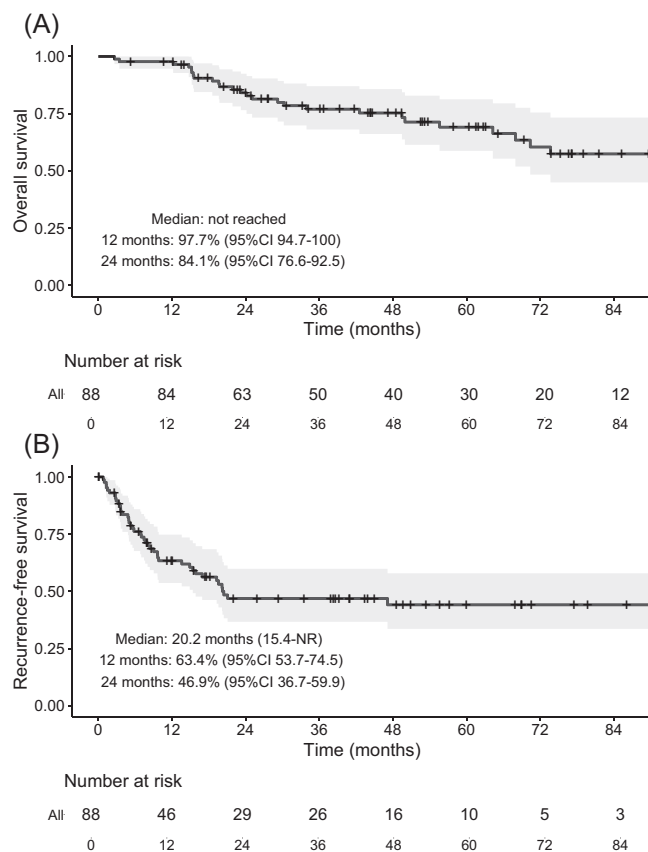 (A)
1.00
0.75
0.50
0.25
0.00
Overall survival
Median: not reached
12 months: 97.7% (95%CI 94.7-100)
24 months: 84.1% (95%CI 76.6-92.5)
0 12 24 36 48 60 72 84
Time (months)
Number at risk
All 88 84 63 50 40 30 20 12
0 12 24 36 48 60 72 84
(B)
1.00
0.75
0.50
0.25
0.00
Recurrence-free survival
Median: 20.2 months (15.4-NR)
12 months: 63.4% (95%CI 53.7-74.5)
24 months: 46.9% (95%CI 36.7-59.9)
0 12 24 36 48 60 72 84
Time (months)
Number at risk
All 88 46 29 26 16 10 5 3
0 12 24 36 48 60 72 84